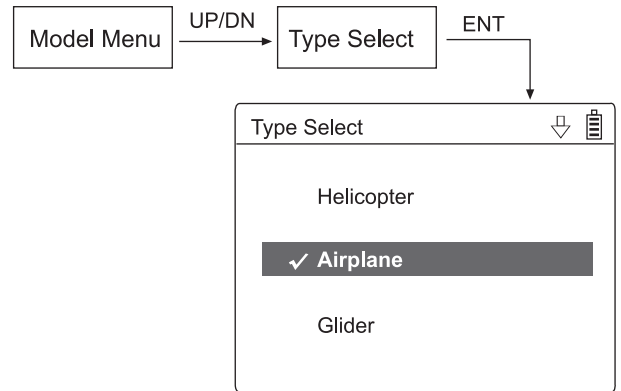 Model Menu
UP/DN
Type Select
ENT
Type Select
Helicopter
Airplane
Glider